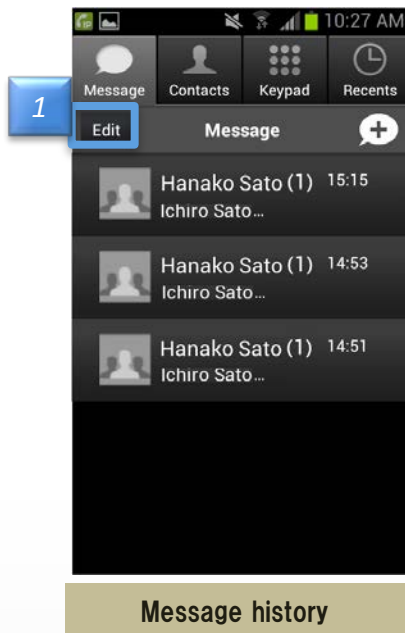 10:27 AM
Message Contacts Keypad Recents
1
Edit Message
Hanako Sato (1) 15:15
Ichiro Sato…
Hanako Sato (1) 14:53
Ichiro Sato…
Hanako Sato (1) 14:51
Ichiro Sato…
Message history